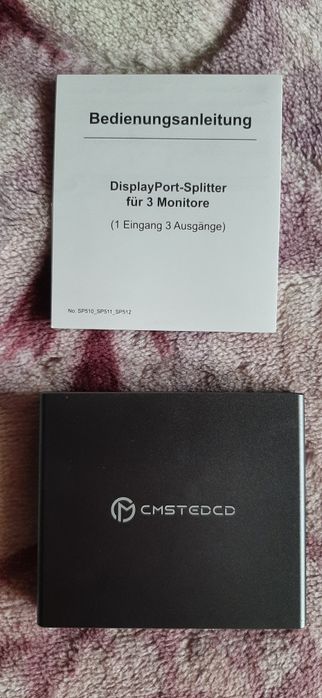 Bedienungsanleitung
DisplayPort-Splitter
für 3 Monitore
(1 Eingang 3 Ausgänge)
No. SP510_SP511_SP512
CMSTEDCD